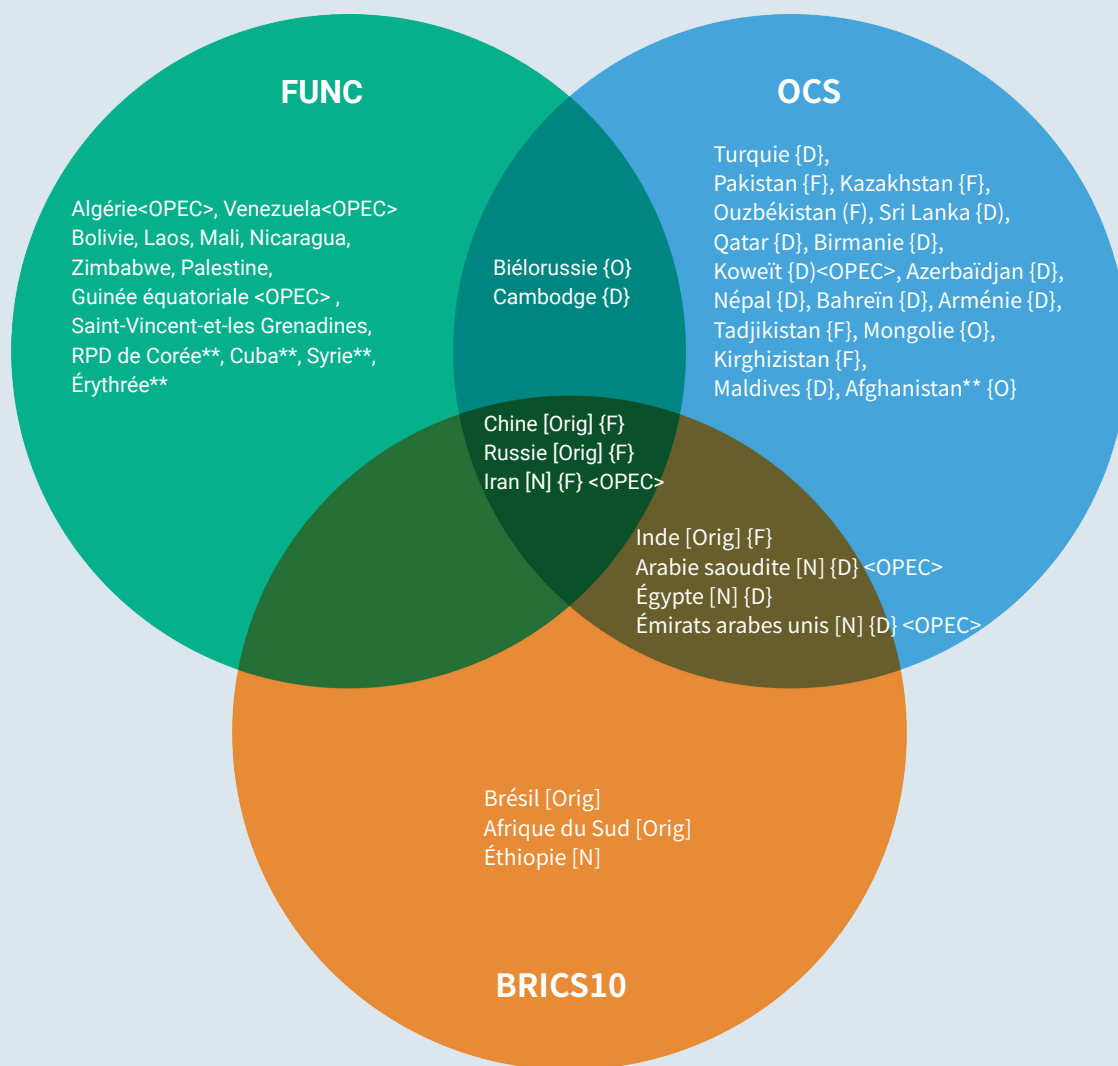 FUNC
OCS
Turquie {D},
Pakistan {F}, Kazakhstan {F},
Ouzbékistan (F), Sri Lanka {D),
Qatar {D}, Birmanie {D},
Koweït {D)<OPEC>, Azerbaïdjan {D},
Népal {D}, Bahreïn {D}, Arménie {D},
Tadjikistan {F}, Mongolie {O},
Kirghizistan {F},
Maldives {D}, Afghanistan** {O}
Algérie<OPEC>, Venezuela<OPEC>
Bolivie, Laos, Mali, Nicaragua,
Zimbabwe, Palestine,
Guinée équatoriale <OPEC> ,
Saint-Vincent-et-les Grenadines,
RPD de Corée**, Cuba**, Syrie**,
Érythrée**
Biélorussie {O}
Cambodge {D}
Chine [Orig] {F}
Russie [Orig] {F}
Iran [N] {F} <OPEC>
Inde [Orig] {F}
Arabie saoudite [N] {D} <OPEC>
Égypte [N] {D}
Émirats arabes unis [N] {D} <OPEC>
Brésil [Orig]
Afrique du Sud [Orig]
Éthiopie [N]
BRICS10